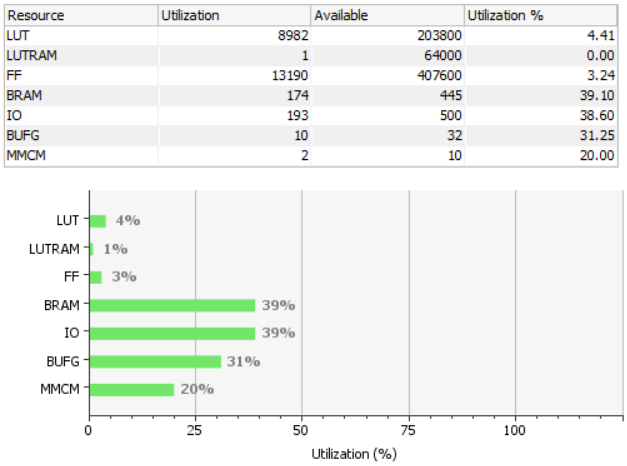 Resource Utilization Available Utilization %
LUT 8982 203800 4.41
LUTRAM 1 64000 0.00
FF 13190 407600 3.24
BRAM 174 445 39.10
IO 193 500 38.60
BUFG 10 32 31.25
MMCM 2 10 20.00
LUT 4%
LUTRAM 1%
FF 3%
BRAM 39%
IO 39%
BUFG 31%
MMCM 20%
0 25 50 75 100
Utilization (%)